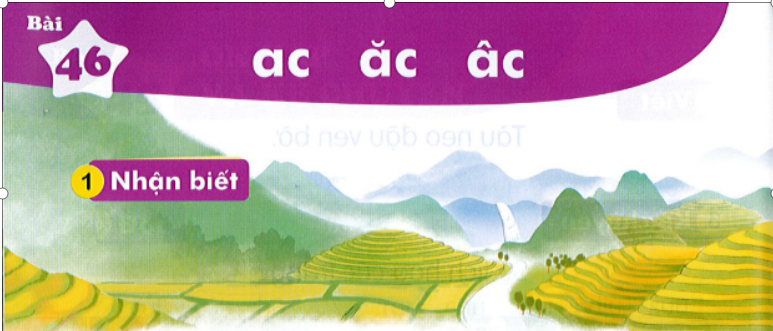 Bài
46
ac ăc âc
Tàu neo đậu ven bờ.
1 Nhận biết